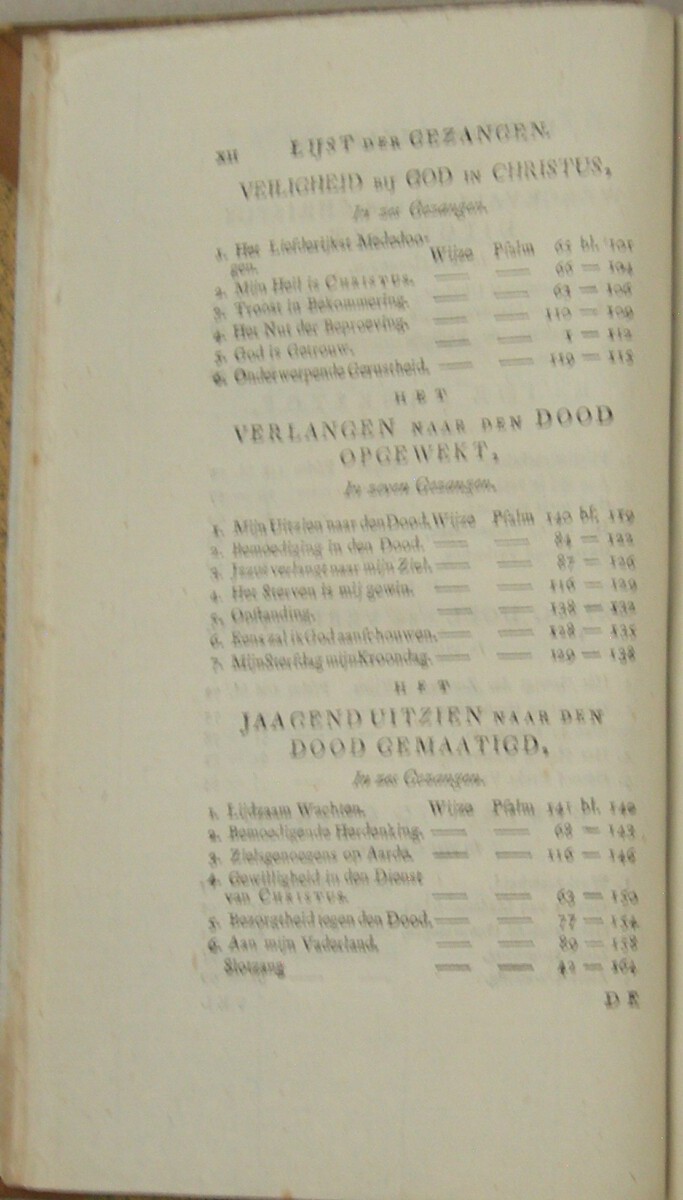 XII LIJST DER GEZANGEN.
VEILIGHEID BIJ GOD IN CHRISTUS,
In zes Gezangen.
1. Het Liefderijkst Mededoo-
gen. Wijze Psalm 65 bl. 101
2. Mijn Heil is CHRISTUS. — — 66 — 104
3. Troost in Bekommering. — — 63 — 106
4. Het Nut der Beproeving. — — 110 — 109
5. God is Getrouw. — — 1 — 112
6. Onderwerpende Gerustheid. — — 119 — 115
HET
VERLANGEN NAAR DEN DOOD
OPGEWEKT,
In zeven Gezangen.
1. Mijn Uitzien naar den Dood. Wijze Psalm 140 bl. 119
2. Bemoediging in den Dood. — — 84 — 122
3. Jezus verlangt naar mijn Ziel. — — 87 — 126
4. Het Sterven is mij gewin. — — 116 — 129
5. Opstanding. — — 138 — 132
6. Eens zal ik God aanschouwen. — — 128 — 135
7. Mijn Sterfdag mijn Kroondag. — — 129 — 138
HET
JAAGEND UITZIEN NAAR DEN
DOOD GEMAATIGD,
In zes Gezangen.
1. Lijdzaam Wachten. Wijze Psalm 141 bl. 140
2. Bemoedigende Herdenking. — — 68 — 143
3. Zielsgenoegens op Aarde. — — 116 — 146
4. Gewilligheid in den Dienst
van CHRISTUS. — — 63 — 150
5. Bezorgdheid tegen den Dood. — — 77 — 154
6. Aan mijn Vaderland. — — 89 — 158
Slotzang — — 42 — 164
DE